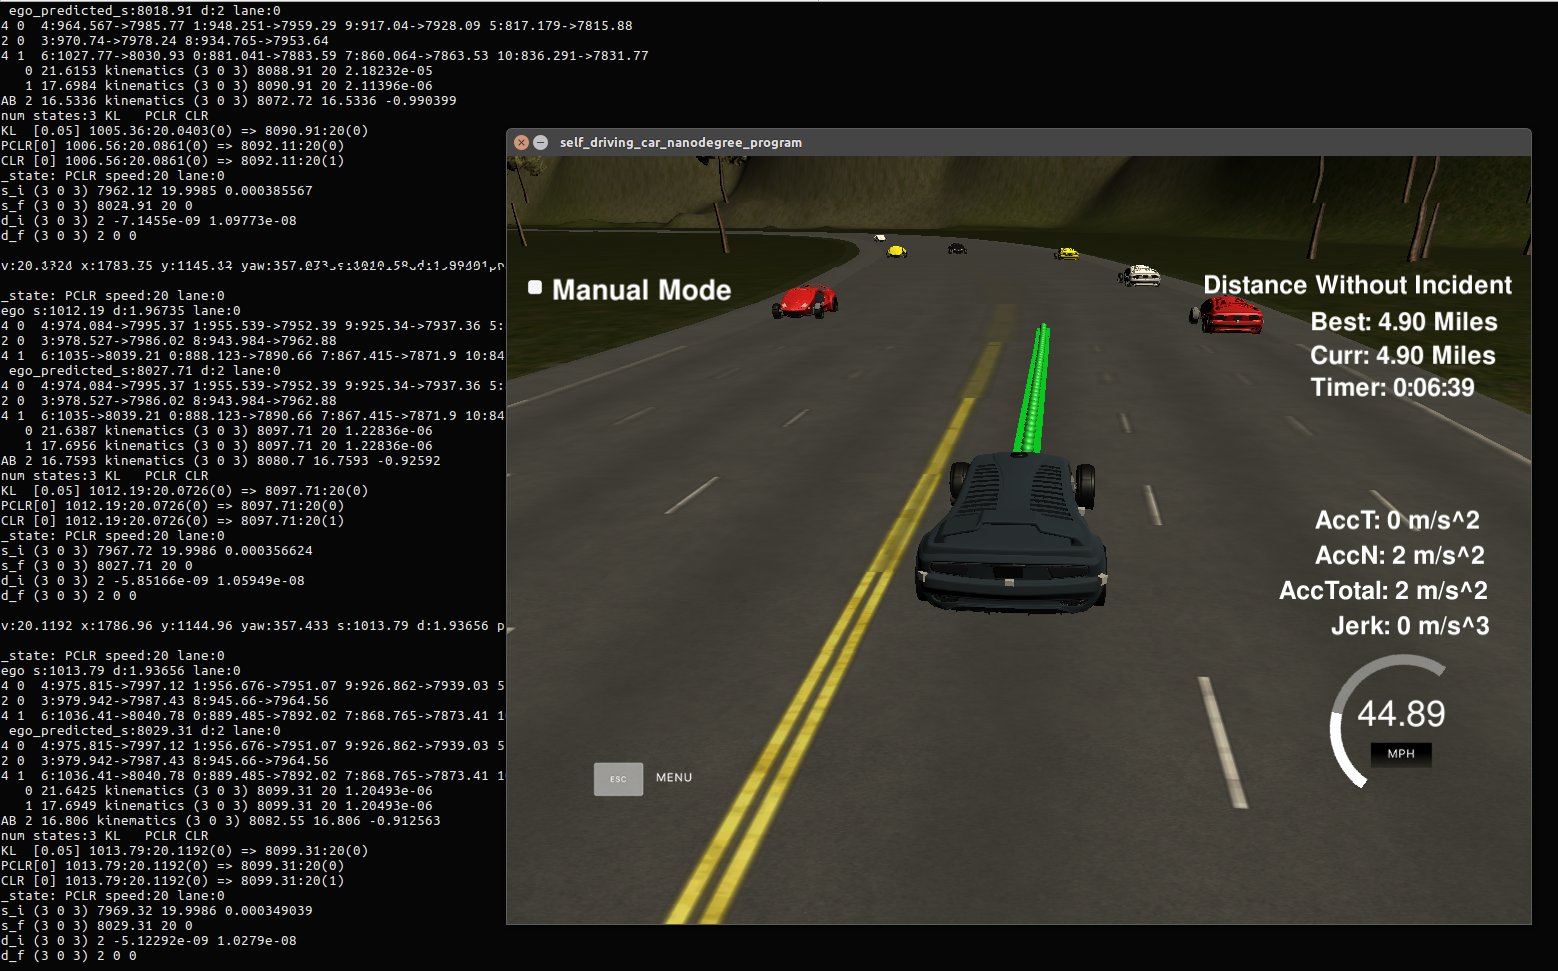 ego_predicted_s:8018.91 d:2 lane:0
4 0  4:964.567->7985.77 1:948.251->7959.29 9:917.04->7928.09 5:817.179->7815.88
2 0  3:970.74->7978.24 8:934.765->7953.64
4 1  6:1027.77->8030.93 0:881.041->7883.59 7:860.064->7863.53 10:836.291->7831.77
0 21.6153 kinematics (3 0 3) 8088.91 20 2.18232e-05
1 17.6984 kinematics (3 0 3) 8090.91 20 2.11396e-06
AB 2 16.5336 kinematics (3 0 3) 8072.72 16.5336 -0.990399
num states:3 KL   PCLR CLR
KL  [0.05] 1005.36:20.0403(0) => 8090.91:20(0)
PCLR[0] 1006.56:20.0861(0) => 8092.11:20(0)
CLR [0] 1006.56:20.0861(0) => 8092.11:20(1)
_state: PCLR speed:20 lane:0
s_i (3 0 3) 7962.12 19.9985 0.000385567
s_f (3 0 3) 8024.91 20 0
d_i (3 0 3) 2 -7.1455e-09 1.09773e-08
d_f (3 0 3) 2 0 0
_state: PCLR speed:20 lane:0
ego s:1012.19 d:1.96735 lane:0
4 0  4:974.084->7995.37 1:955.539->7952.39 9:925.34->7937.36 5:
2 0  3:978.527->7986.02 8:943.984->7962.88
4 1  6:1035->8039.21 0:888.123->7890.66 7:867.415->7871.9 10:84
ego_predicted_s:8027.71 d:2 lane:0
4 0  4:974.084->7995.37 1:955.539->7952.39 9:925.34->7937.36 5:
2 0  3:978.527->7986.02 8:943.984->7962.88
4 1  6:1035->8039.21 0:888.123->7890.66 7:867.415->7871.9 10:84
0 21.6387 kinematics (3 0 3) 8097.71 20 1.22836e-06
1 17.6956 kinematics (3 0 3) 8097.71 20 1.22836e-06
AB 2 16.7593 kinematics (3 0 3) 8080.7 16.7593 -0.92592
num states:3 KL   PCLR CLR
KL  [0.05] 1012.19:20.0726(0) => 8097.71:20(0)
PCLR[0] 1012.19:20.0726(0) => 8097.71:20(0)
CLR [0] 1012.19:20.0726(0) => 8097.71:20(1)
_state: PCLR speed:20 lane:0
s_i (3 0 3) 7967.72 19.9986 0.000356624
s_f (3 0 3) 8027.71 20 0
d_i (3 0 3) 2 -5.85166e-09 1.05949e-08
d_f (3 0 3) 2 0 0
v:20.1192 x:1786.96 y:1144.96 yaw:357.433 s:1013.79 d:1.93656 p
_state: PCLR speed:20 lane:0
ego s:1013.79 d:1.93656 lane:0
4 0  4:975.815->7997.12 1:956.676->7951.07 9:926.862->7939.03 5
2 0  3:979.942->7987.43 8:945.66->7964.56
4 1  6:1036.41->8040.78 0:889.485->7892.02 7:868.765->7873.41 1
ego_predicted_s:8029.31 d:2 lane:0
4 0  4:975.815->7997.12 1:956.676->7951.07 9:926.862->7939.03 5
2 0  3:979.942->7987.43 8:945.66->7964.56
4 1  6:1036.41->8040.78 0:889.485->7892.02 7:868.765->7873.41 1
0 21.6425 kinematics (3 0 3) 8099.31 20 1.20493e-06
1 17.6949 kinematics (3 0 3) 8099.31 20 1.20493e-06
AB 2 16.806 kinematics (3 0 3) 8082.55 16.806 -0.912563
num states:3 KL   PCLR CLR
KL  [0.05] 1013.79:20.1192(0) => 8099.31:20(0)
PCLR[0] 1013.79:20.1192(0) => 8099.31:20(0)
CLR [0] 1013.79:20.1192(0) => 8099.31:20(1)
_state: PCLR speed:20 lane:0
s_i (3 0 3) 7969.32 19.9986 0.000349039
s_f (3 0 3) 8029.31 20 0
d_i (3 0 3) 2 -5.12292e-09 1.0279e-08
d_f (3 0 3) 2 0 0
self_driving_car_nanodegree_program
Manual Mode
Distance Without Incident
Best: 4.90 Miles
Curr: 4.90 Miles
Timer: 0:06:39
AccT: 0 m/s^2
AccN: 2 m/s^2
AccTotal: 2 m/s^2
Jerk: 0 m/s^3
44.89
MPH
ESC MENU